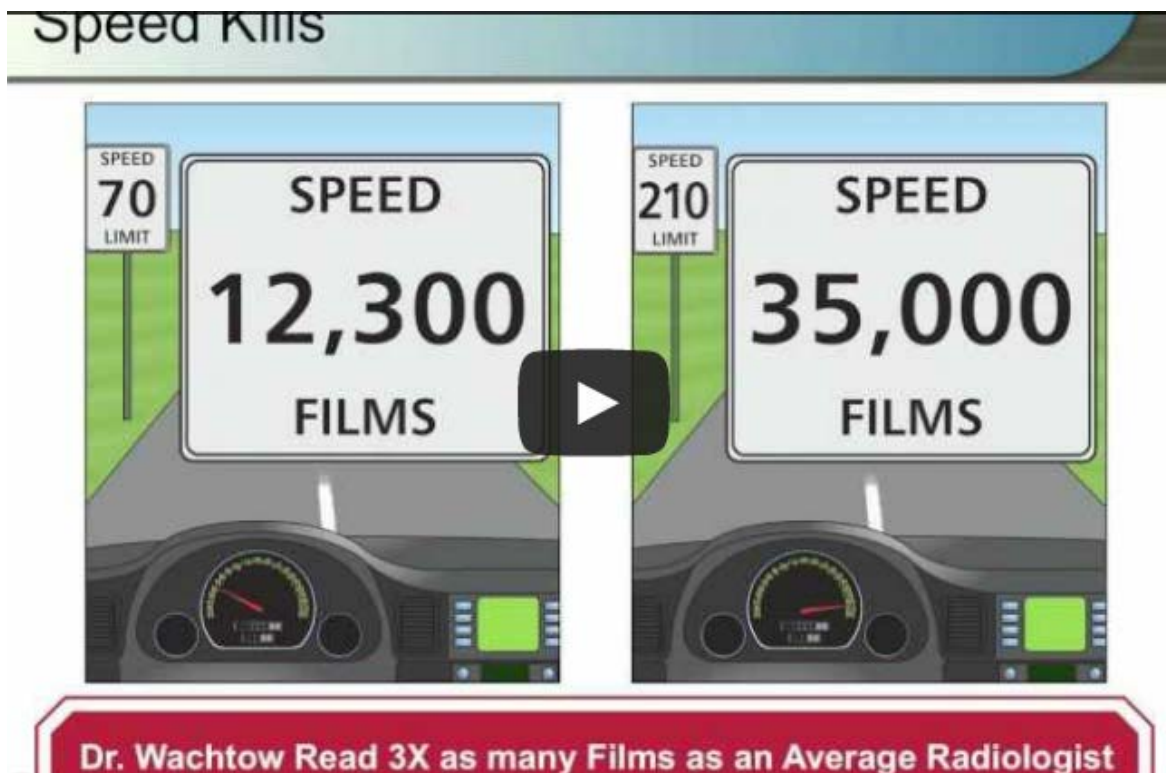 Speed Kills
SPEED
70
LIMIT
SPEED
12,300
FILMS
SPEED
210
LIMIT
SPEED
35,000
FILMS
Dr. Wachtow Read 3X as many Films as an Average Radiologist